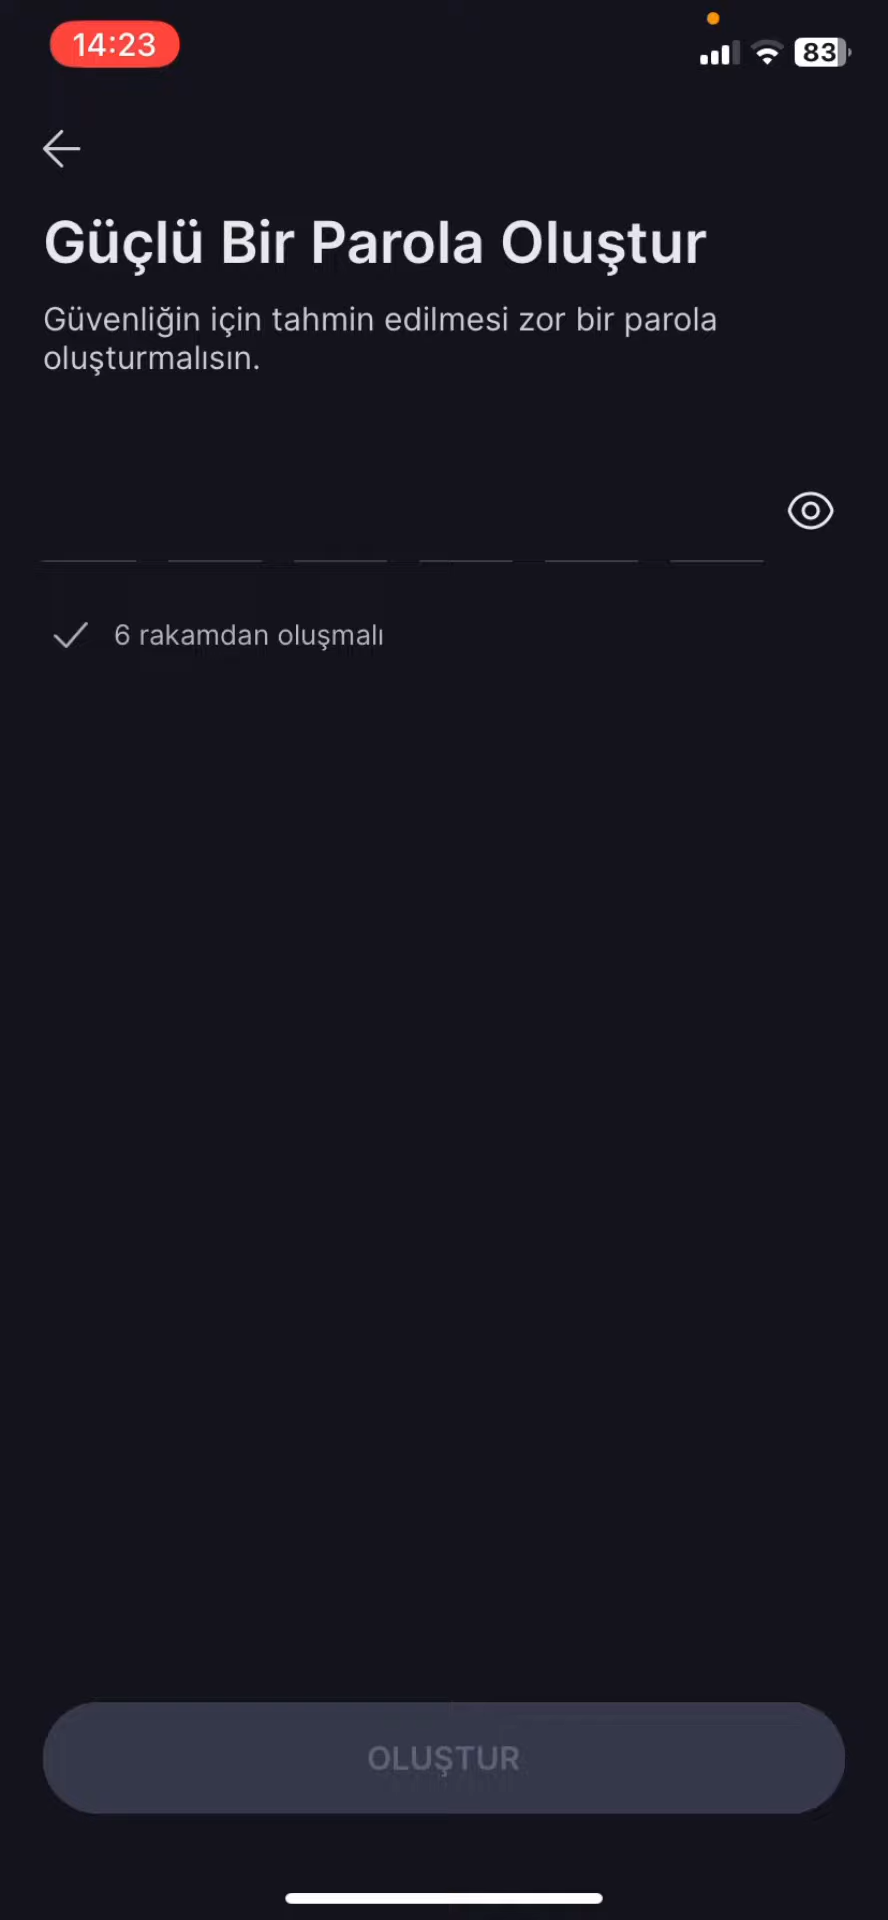 14:23
83
Güçlü Bir Parola Oluştur
Güvenliğin için tahmin edilmesi zor bir parola
oluşturmalısın.
6 rakamdan oluşmalı
OLUŞTUR